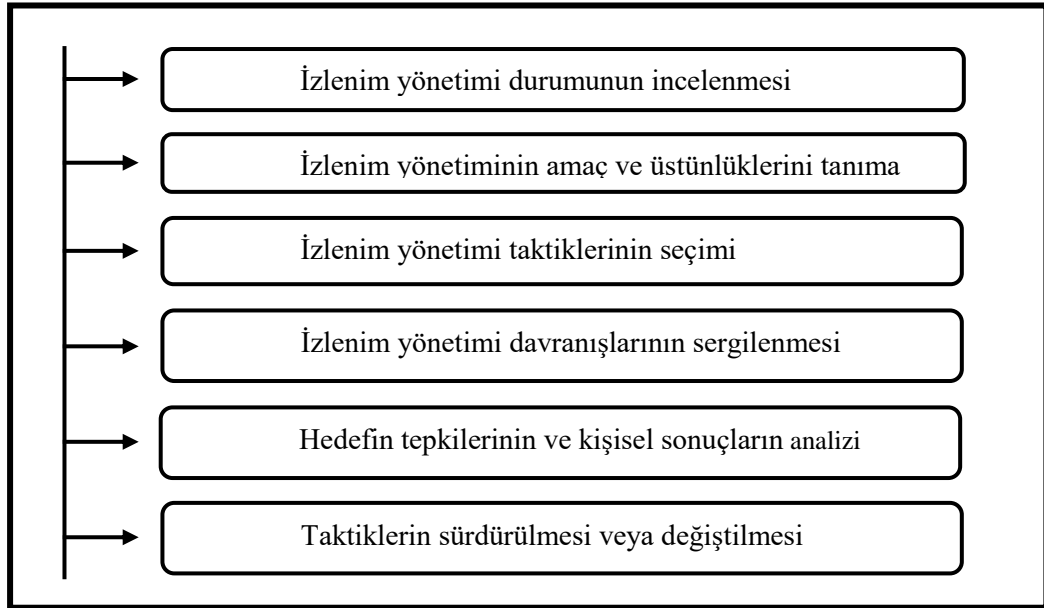 İzlenim yönetimi durumunun incelenmesi
İzlenim yönetiminin amaç ve üstünlüklerini tanıma
İzlenim yönetimi taktiklerinin seçimi
İzlenim yönetimi davranışlarının sergilenmesi
Hedefin tepkilerinin ve kişisel sonuçların analizi
Taktiklerin sürdürülmesi veya değiştilmesi